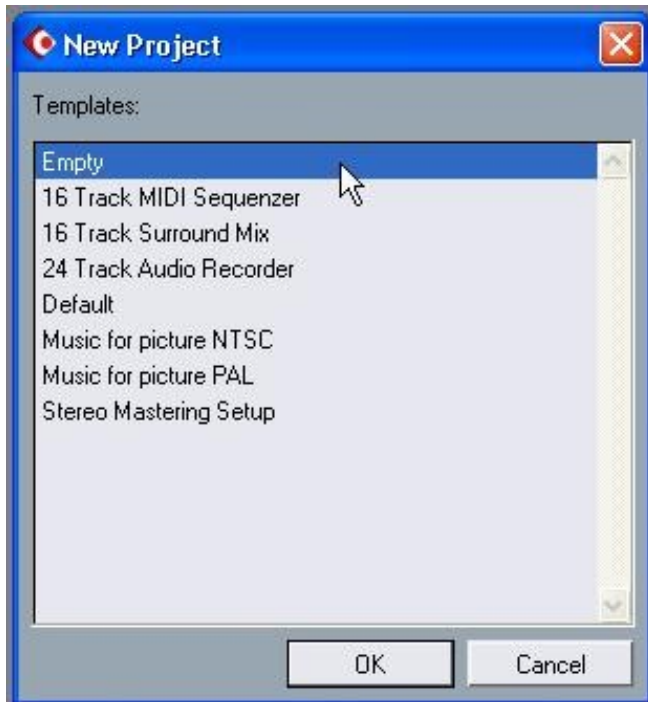 New Project
Templates:
Empty
16 Track MIDI Sequenzer
16 Track Surround Mix
24 Track Audio Recorder
Default
Music for picture NTSC
Music for picture PAL
Stereo Mastering Setup
OK Cancel